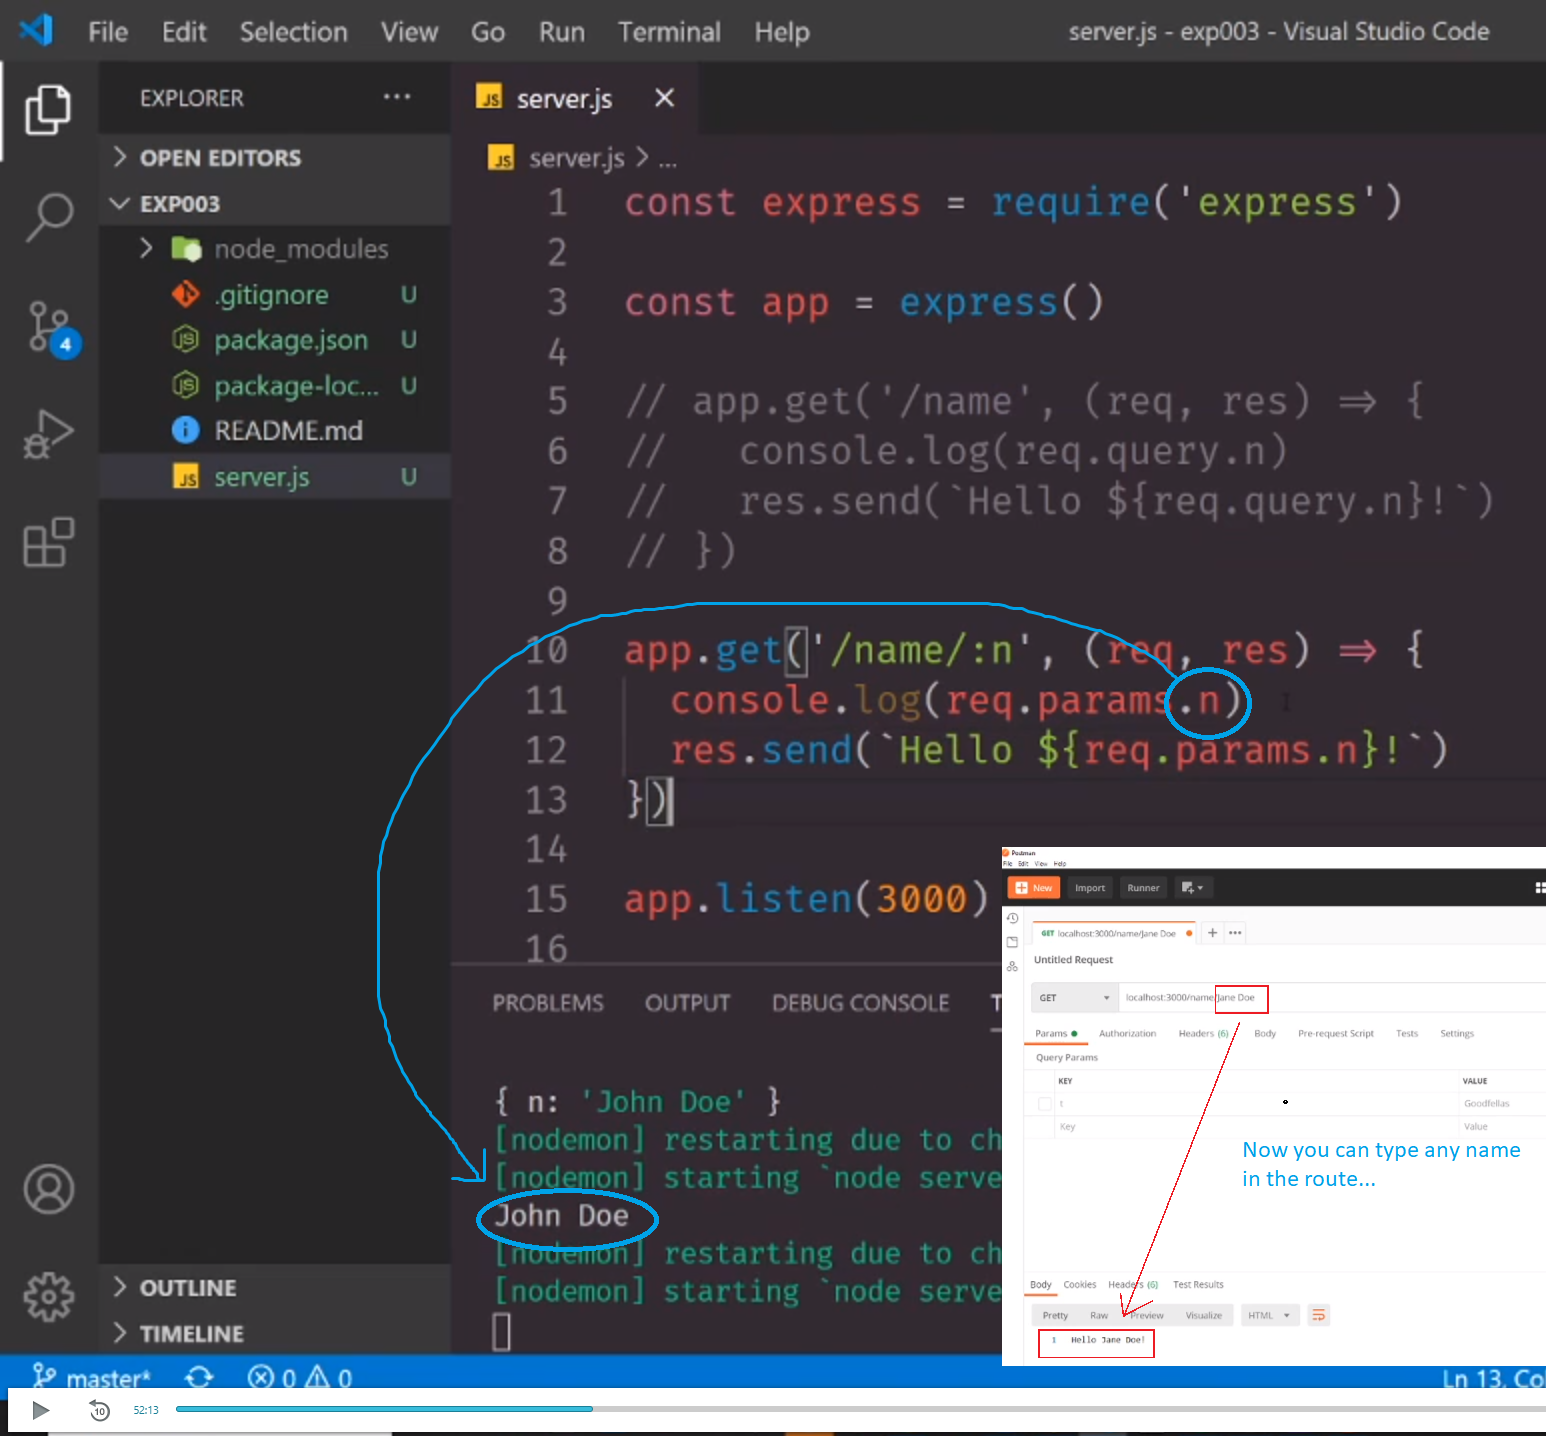 File Edit Selection View Go Run Terminal Help server.js - exp003 - Visual Studio Code
EXPLORER ...
OPEN EDITORS
EXP003
node_modules
.gitignore U
package.json U
package-loc... U
README.md
server.js U
4
OUTLINE
TIMELINE
JS server.js
JS server.js > ...
1 const express = require('express')
2
3 const app = express()
4
5 // app.get('/name', (req, res) => {
6 //   console.log(req.query.n)
7 //   res.send(`Hello ${req.query.n}!`)
8 // })
9
10 app.get('/name/:n', (req, res) => {
11   console.log(req.params.n)
12   res.send(`Hello ${req.params.n}!`)
13 })
14
15 app.listen(3000)
16
PROBLEMS OUTPUT DEBUG CONSOLE T
{ n: 'John Doe' }
[nodemon] restarting due to ch
[nodemon] starting `node serve
John Doe
[nodemon] restarting due to ch
[nodemon] starting `node serve
Postman
File Edit View Help
New Import Runner
GET localhost:3000/name/Jane Doe + ...
Untitled Request
GET localhost:3000/name/Jane Doe
Params Authorization Headers (6) Body Pre-request Script Tests Settings
Query Params
KEY VALUE
t Goodfellas
Key Value
Now you can type any name
in the route...
Body Cookies Headers (6) Test Results
Pretty Raw Preview Visualize HTML
1 Hello Jane Doe!
master* 0 0 Ln 13, Co
10 52:13